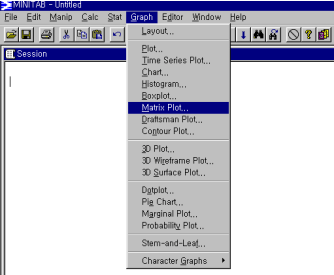 MINITAB - Untitled
File Edit Manip Calc Stat Graph Editor Window Help
Session
Layout...
Plot...
Time Series Plot...
Chart...
Histogram...
Boxplot...
Matrix Plot...
Draftsman Plot...
Contour Plot...
3D Plot...
3D Wireframe Plot...
3D Surface Plot...
Dotplot...
Pie Chart...
Marginal Plot...
Probability Plot...
Stem-and-Leaf...
Character Graphs